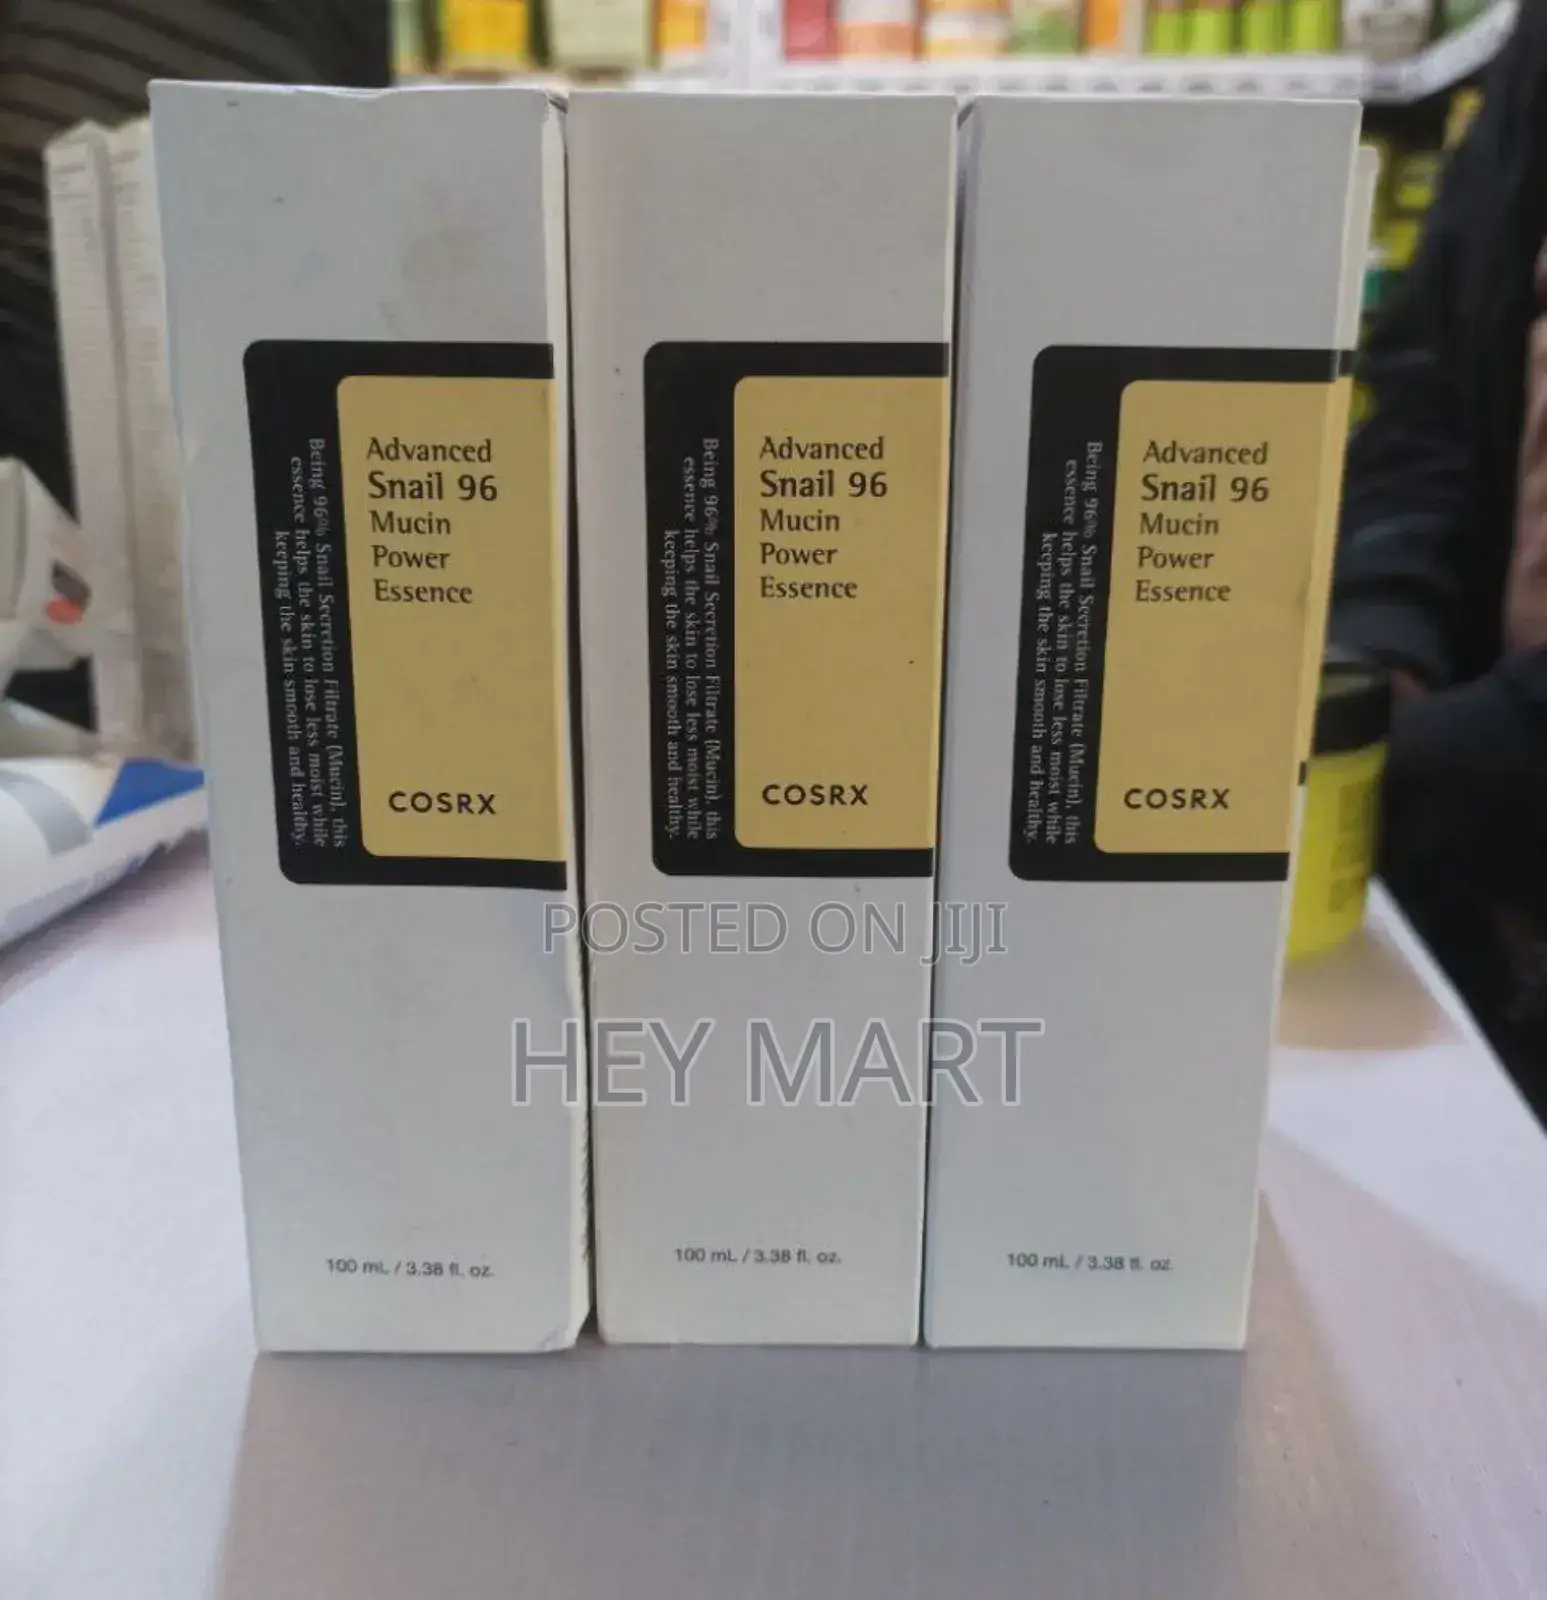 Advanced
Snail 96
Mucin
Power
Essence
COSRX
Being 96% Snail Secretion Filtrate (Mucin), this
essence helps the skin to lose less moist while
keeping the skin smooth and healthy.
100 mL / 3.38 fl. oz.
Advanced
Snail 96
Mucin
Power
Essence
COSRX
Being 96% Snail Secretion Filtrate (Mucin), this
essence helps the skin to lose less moist while
keeping the skin smooth and healthy.
100 mL / 3.38 fl. oz.
Advanced
Snail 96
Mucin
Power
Essence
COSRX
Being 96% Snail Secretion Filtrate (Mucin), this
essence helps the skin to lose less moist while
keeping the skin smooth and healthy.
100 mL / 3.38 fl. oz.
POSTED ON JIJI
HEY MART